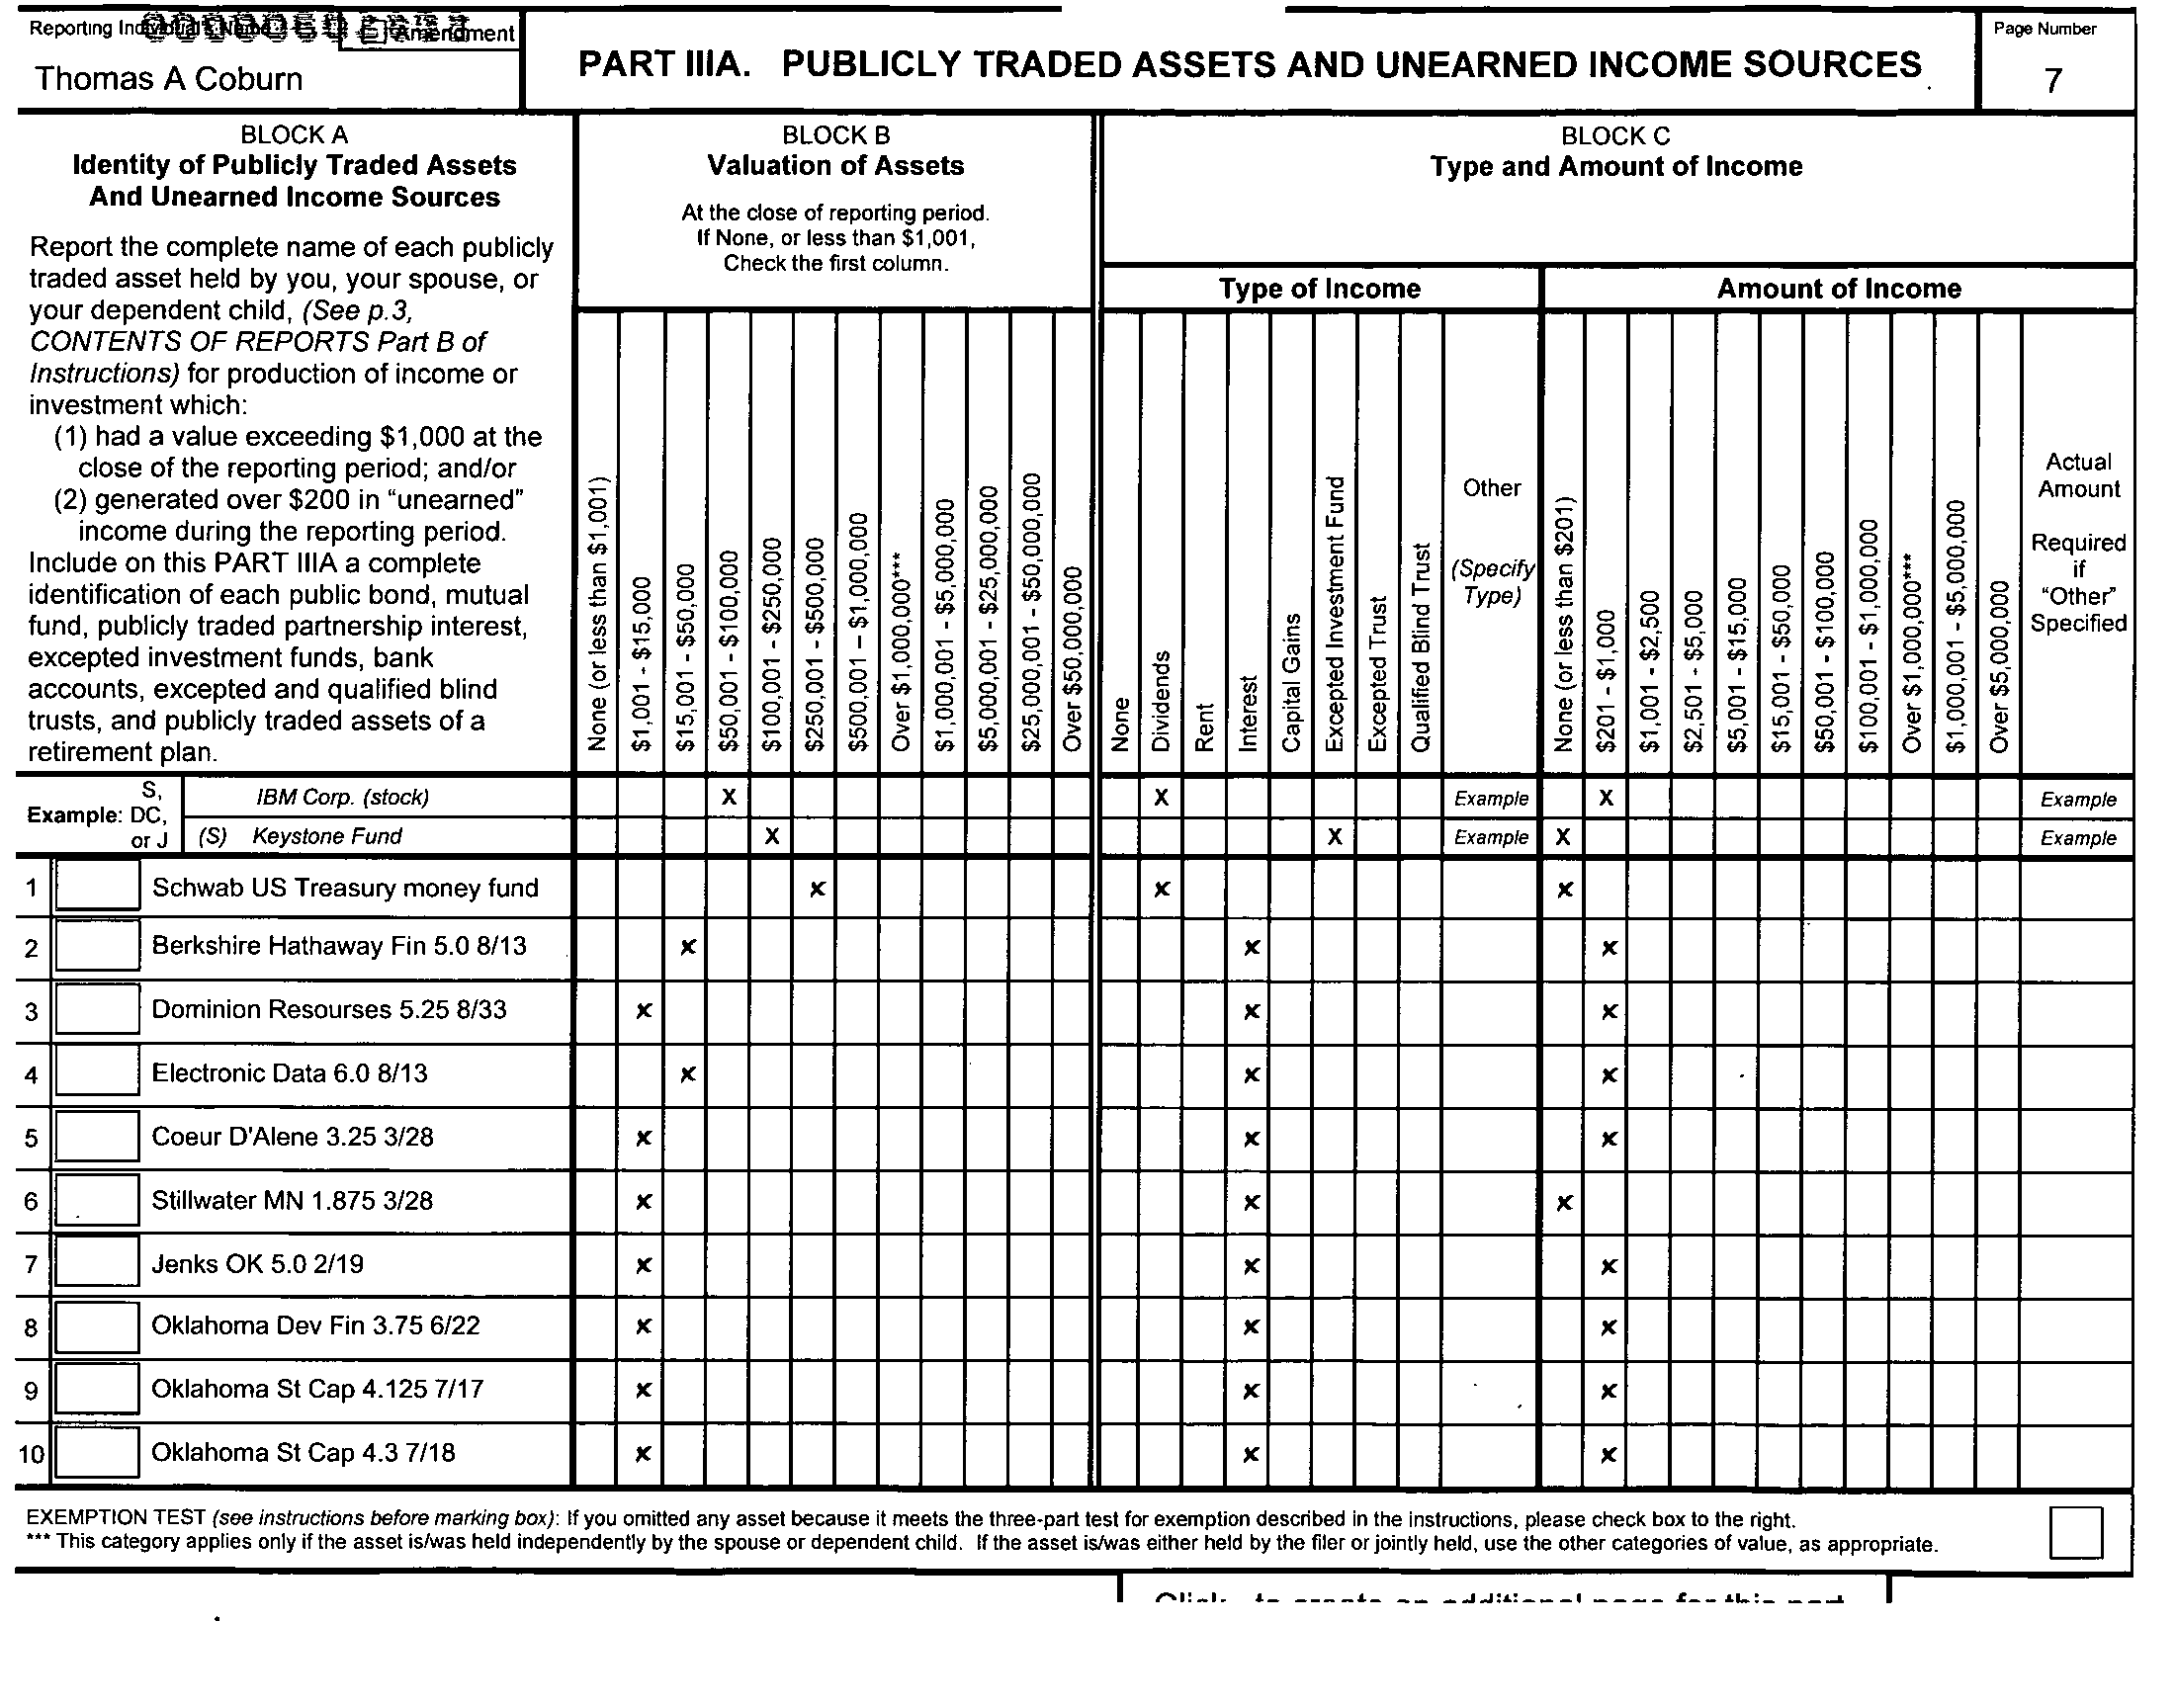 Reporting Individual's Name
Amendment
Thomas A Coburn
PART IIIA. PUBLICLY TRADED ASSETS AND UNEARNED INCOME SOURCES
Page Number
7
BLOCK A
Identity of Publicly Traded Assets
And Unearned Income Sources
Report the complete name of each publicly
traded asset held by you, your spouse, or
your dependent child, (See p.3,
CONTENTS OF REPORTS Part B of
Instructions) for production of income or
investment which:
(1) had a value exceeding $1,000 at the
close of the reporting period; and/or
(2) generated over $200 in “unearned”
income during the reporting period.
Include on this PART IIIA a complete
identification of each public bond, mutual
fund, publicly traded partnership interest,
excepted investment funds, bank
accounts, excepted and qualified blind
trusts, and publicly traded assets of a
retirement plan.
BLOCK B
Valuation of Assets
At the close of reporting period.
If None, or less than $1,001,
Check the first column.
None (or less than $1,001)
$1,001 - $15,000
$15,001 - $50,000
$50,001 - $100,000
$100,001 - $250,000
$250,001 - $500,000
$500,001 - $1,000,000
Over $1,000,000***
$1,000,001 - $5,000,000
$5,000,001 - $25,000,000
$25,000,001 - $50,000,000
Over $50,000,000
BLOCK C
Type and Amount of Income
Type of Income
None
Dividends
Rent
Interest
Capital Gains
Excepted Investment Fund
Excepted Trust
Qualified Blind Trust
Other
(Specify
Type)
Amount of Income
None (or less than $201)
$201 - $1,000
$1,001 - $2,500
$2,501 - $5,000
$5,001 - $15,000
$15,001 - $50,000
$50,001 - $100,000
$100,001 - $1,000,000
Over $1,000,000***
$1,000,001 - $5,000,000
Over $5,000,000
Actual
Amount
Required
if
“Other”
Specified
Example: S, DC, or J
IBM Corp. (stock) X X Example X Example
(S) Keystone Fund X X Example X Example
1 Schwab US Treasury money fund x x x
2 Berkshire Hathaway Fin 5.0 8/13 x x x
3 Dominion Resourses 5.25 8/33 x x x
4 Electronic Data 6.0 8/13 x x x
5 Coeur D'Alene 3.25 3/28 x x x
6 Stillwater MN 1.875 3/28 x x x
7 Jenks OK 5.0 2/19 x x x
8 Oklahoma Dev Fin 3.75 6/22 x x x
9 Oklahoma St Cap 4.125 7/17 x x x
10 Oklahoma St Cap 4.3 7/18 x x x
EXEMPTION TEST (see instructions before marking box): If you omitted any asset because it meets the three-part test for exemption described in the instructions, please check box to the right.
*** This category applies only if the asset is/was held independently by the spouse or dependent child. If the asset is/was either held by the filer or jointly held, use the other categories of value, as appropriate.